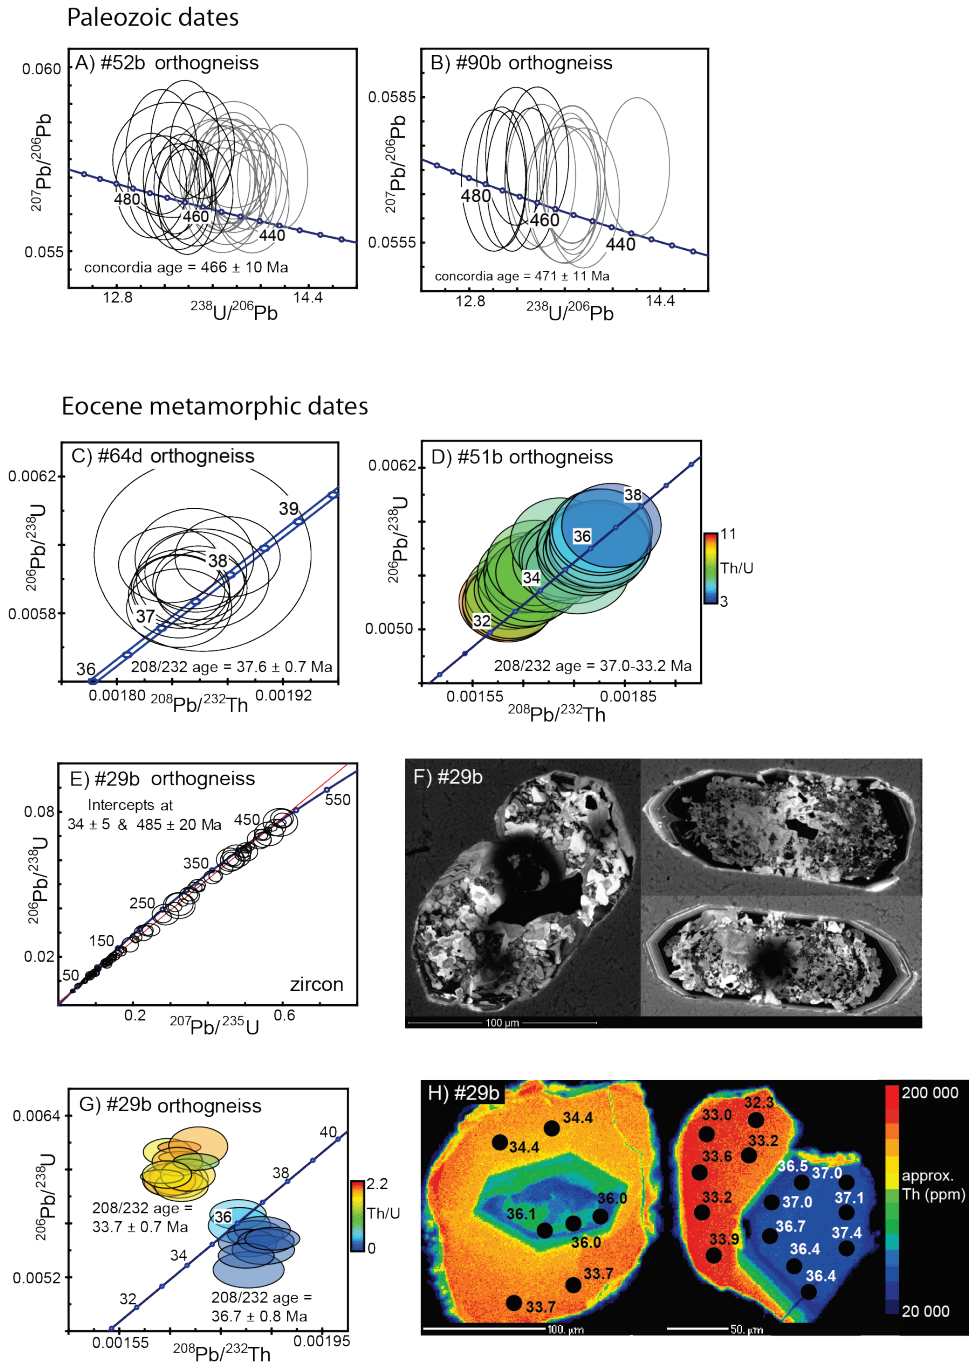 Paleozoic dates
A) #52b orthogneiss
0.060
0.055
207Pb/206Pb
480
460
440
concordia age = 466 ± 10 Ma
12.8
14.4
238U/206Pb
B) #90b orthogneiss
0.0585
0.0555
207Pb/206Pb
480
460
440
concordia age = 471 ± 11 Ma
12.8
14.4
238U/206Pb
Eocene metamorphic dates
C) #64d orthogneiss
0.0062
0.0058
206Pb/238U
39
38
37
36
208/232 age = 37.6 ± 0.7 Ma
0.00180
0.00192
208Pb/232Th
D) #51b orthogneiss
0.0062
0.0050
206Pb/238U
38
36
34
32
11
Th/U
3
208/232 age = 37.0-33.2 Ma
0.00155
0.00185
208Pb/232Th
E) #29b orthogneiss
Intercepts at
34 ± 5 & 485 ± 20 Ma
0.08
0.02
206Pb/238U
550
450
350
250
150
50
zircon
0.2
0.6
207Pb/235U
F) #29b
100 µm
G) #29b orthogneiss
0.0064
0.0052
206Pb/238U
40
38
36
34
32
2.2
Th/U
0
208/232 age =
33.7 ± 0.7 Ma
208/232 age =
36.7 ± 0.8 Ma
0.00155
0.00195
208Pb/232Th
H) #29b
34.4
34.4
36.0
36.1
36.0
33.7
33.7
100. µm
33.0
32.3
33.2
33.6
36.5
37.0
37.0
37.1
33.2
36.7
37.4
33.9
36.4
36.4
50. µm
200 000
approx.
Th (ppm)
20 000